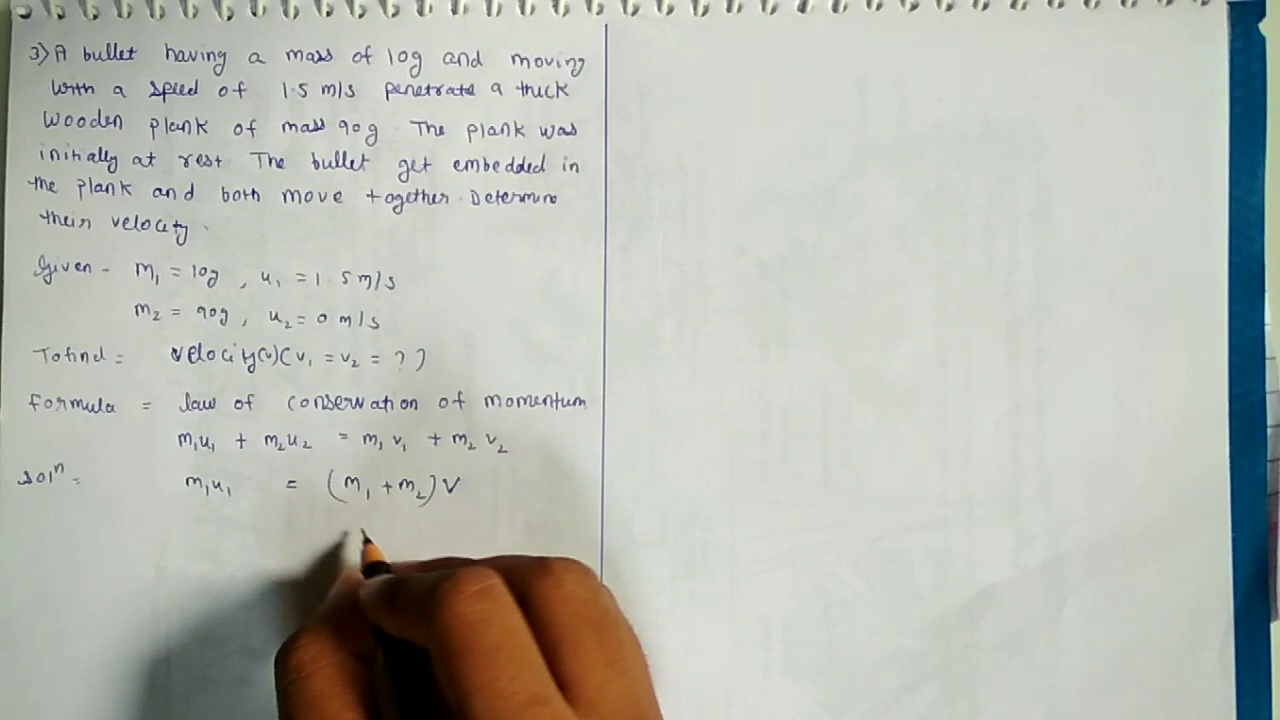 3) A bullet having a mass of 10g and moving
with a speed of 1.5 m/s penetrate a thick
wooden plank of mass 90g. The plank was
initially at rest The bullet get embedded in
the plank and both move together. Determine
their velocity.
Given - m₁ = 10g, u₁ = 1.5 m/s
m₂ = 90g, u₂ = 0 m/s
To find = velocity(v)(v₁ = v₂ = ??)
Formula = law of conservation of momentum
m₁u₁ + m₂u₂ = m₁v₁ + m₂v₂
Solⁿ = m₁u₁ = (m₁ + m₂)v